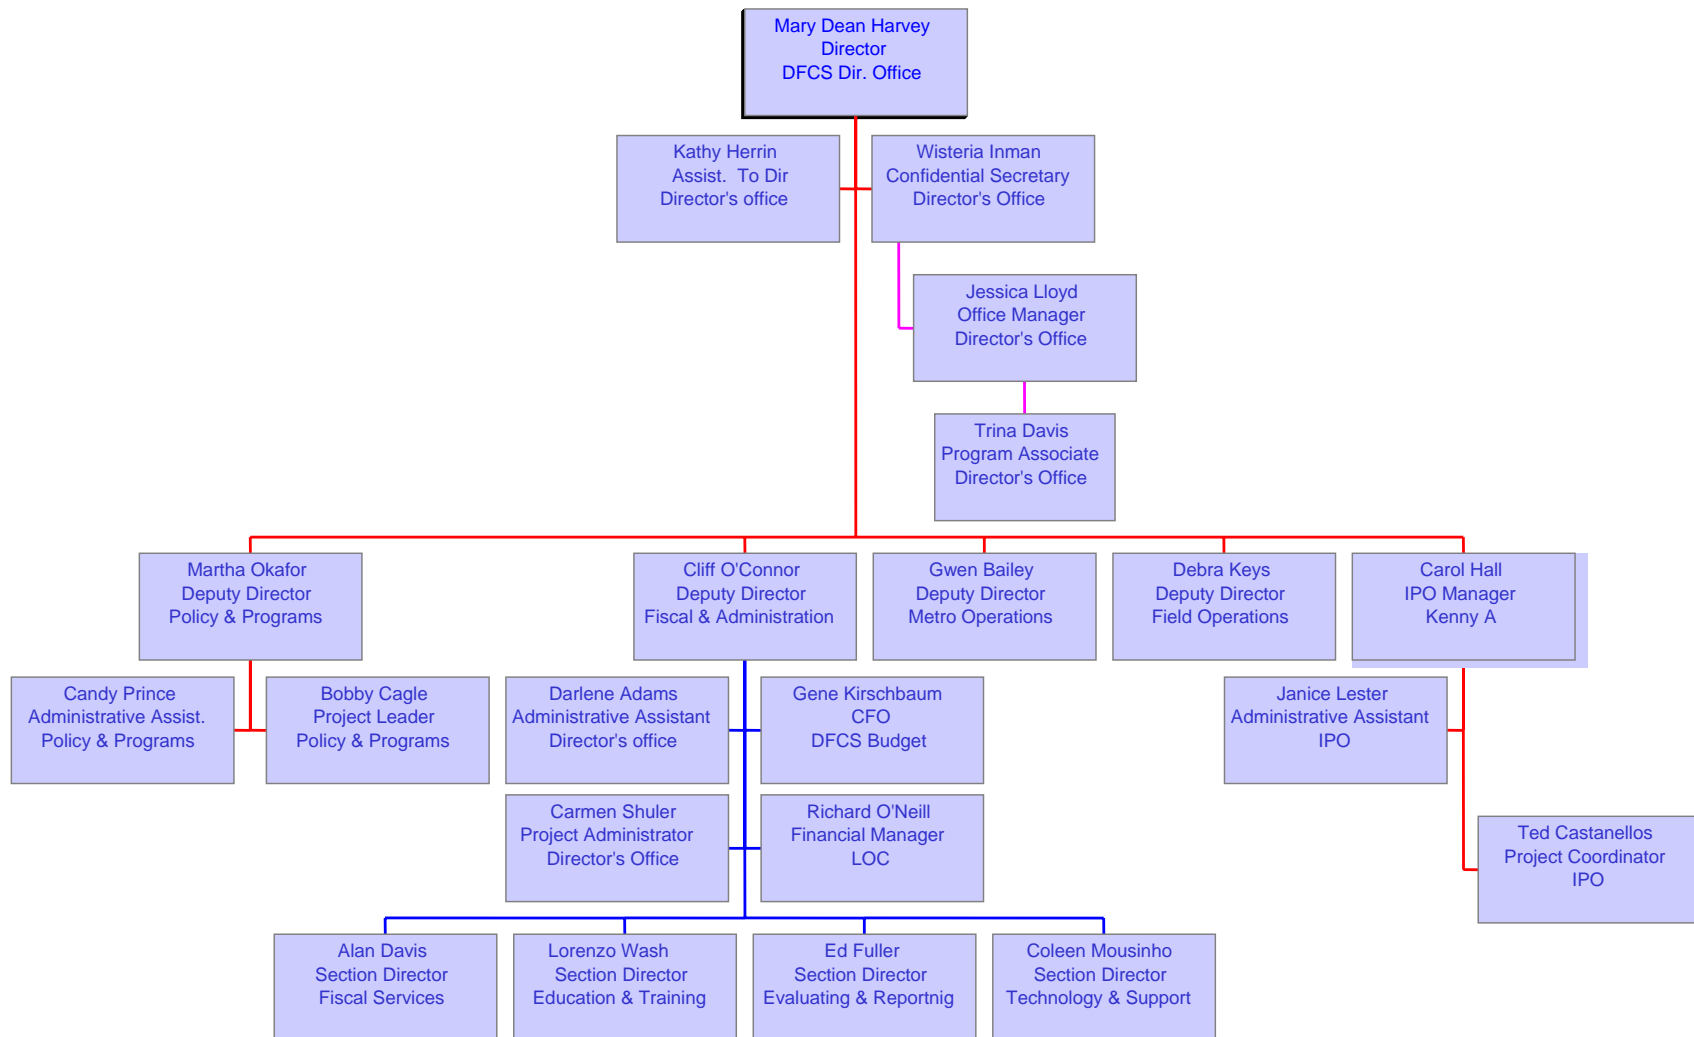 Mary Dean Harvey
Director
DFCS Dir. Office
Kathy Herrin
Assist.  To Dir
Director's office
Wisteria Inman
Confidential Secretary
Director's Office
Jessica Lloyd
Office Manager
Director's Office
Trina Davis
Program Associate
Director's Office
Martha Okafor
Deputy Director
Policy & Programs
Cliff O'Connor
Deputy Director
Fiscal & Administration
Gwen Bailey
Deputy Director
Metro Operations
Debra Keys
Deputy Director
Field Operations
Carol Hall
IPO Manager
Kenny A
Candy Prince
Administrative Assist.
Policy & Programs
Bobby Cagle
Project Leader
Policy & Programs
Darlene Adams
Administrative Assistant
Director's office
Gene Kirschbaum
CFO
DFCS Budget
Janice Lester
Administrative Assistant
IPO
Carmen Shuler
Project Administrator
Director's Office
Richard O'Neill
Financial Manager
LOC
Ted Castanellos
Project Coordinator
IPO
Alan Davis
Section Director
Fiscal Services
Lorenzo Wash
Section Director
Education & Training
Ed Fuller
Section Director
Evaluating & Reportnig
Coleen Mousinho
Section Director
Technology & Support